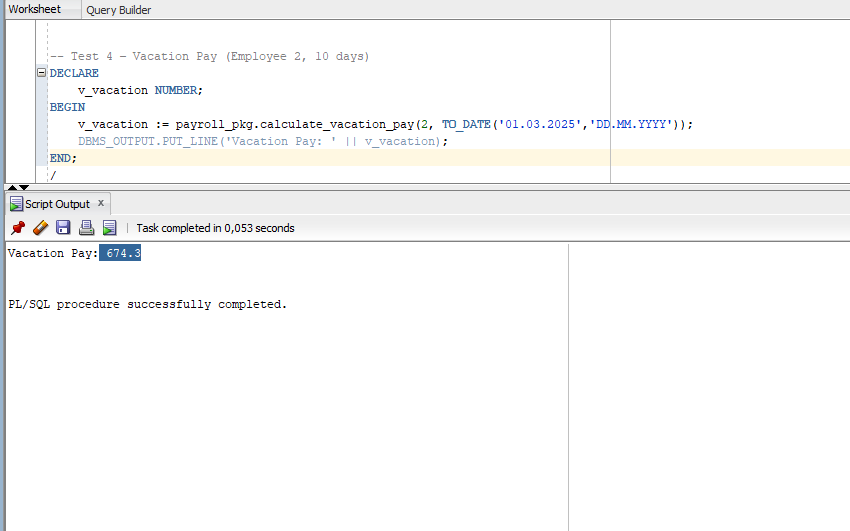 Worksheet Query Builder
-- Test 4 – Vacation Pay (Employee 2, 10 days)
DECLARE
v_vacation NUMBER;
BEGIN
v_vacation := payroll_pkg.calculate_vacation_pay(2, TO_DATE('01.03.2025','DD.MM.YYYY'));
DBMS_OUTPUT.PUT_LINE('Vacation Pay: ' || v_vacation);
END;
/
Script Output x
Task completed in 0,053 seconds
Vacation Pay: 674.3
PL/SQL procedure successfully completed.